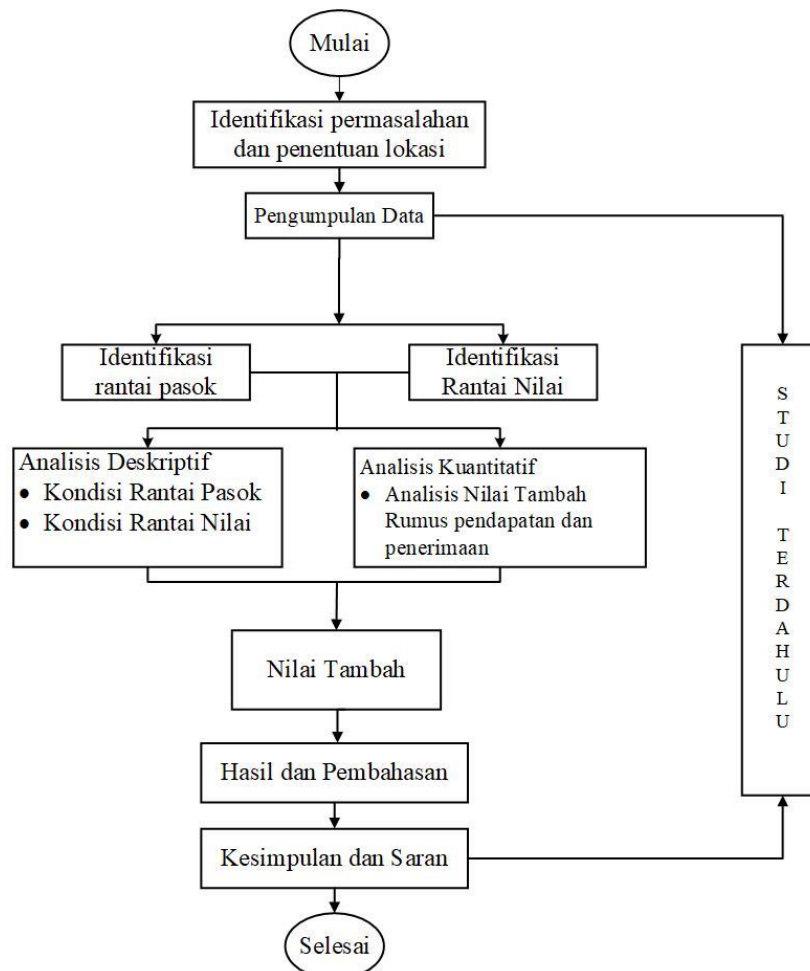 Mulai
Identifikasi permasalahan
dan penentuan lokasi
Pengumpulan Data
Identifikasi
rantai pasok
Identifikasi
Rantai Nilai
Analisis Deskriptif
• Kondisi Rantai Pasok
• Kondisi Rantai Nilai
Analisis Kuantitatif
• Analisis Nilai Tambah
Rumus pendapatan dan
penerimaan
Nilai Tambah
Hasil dan Pembahasan
Kesimpulan dan Saran
Selesai
STUDI TERDAHULU